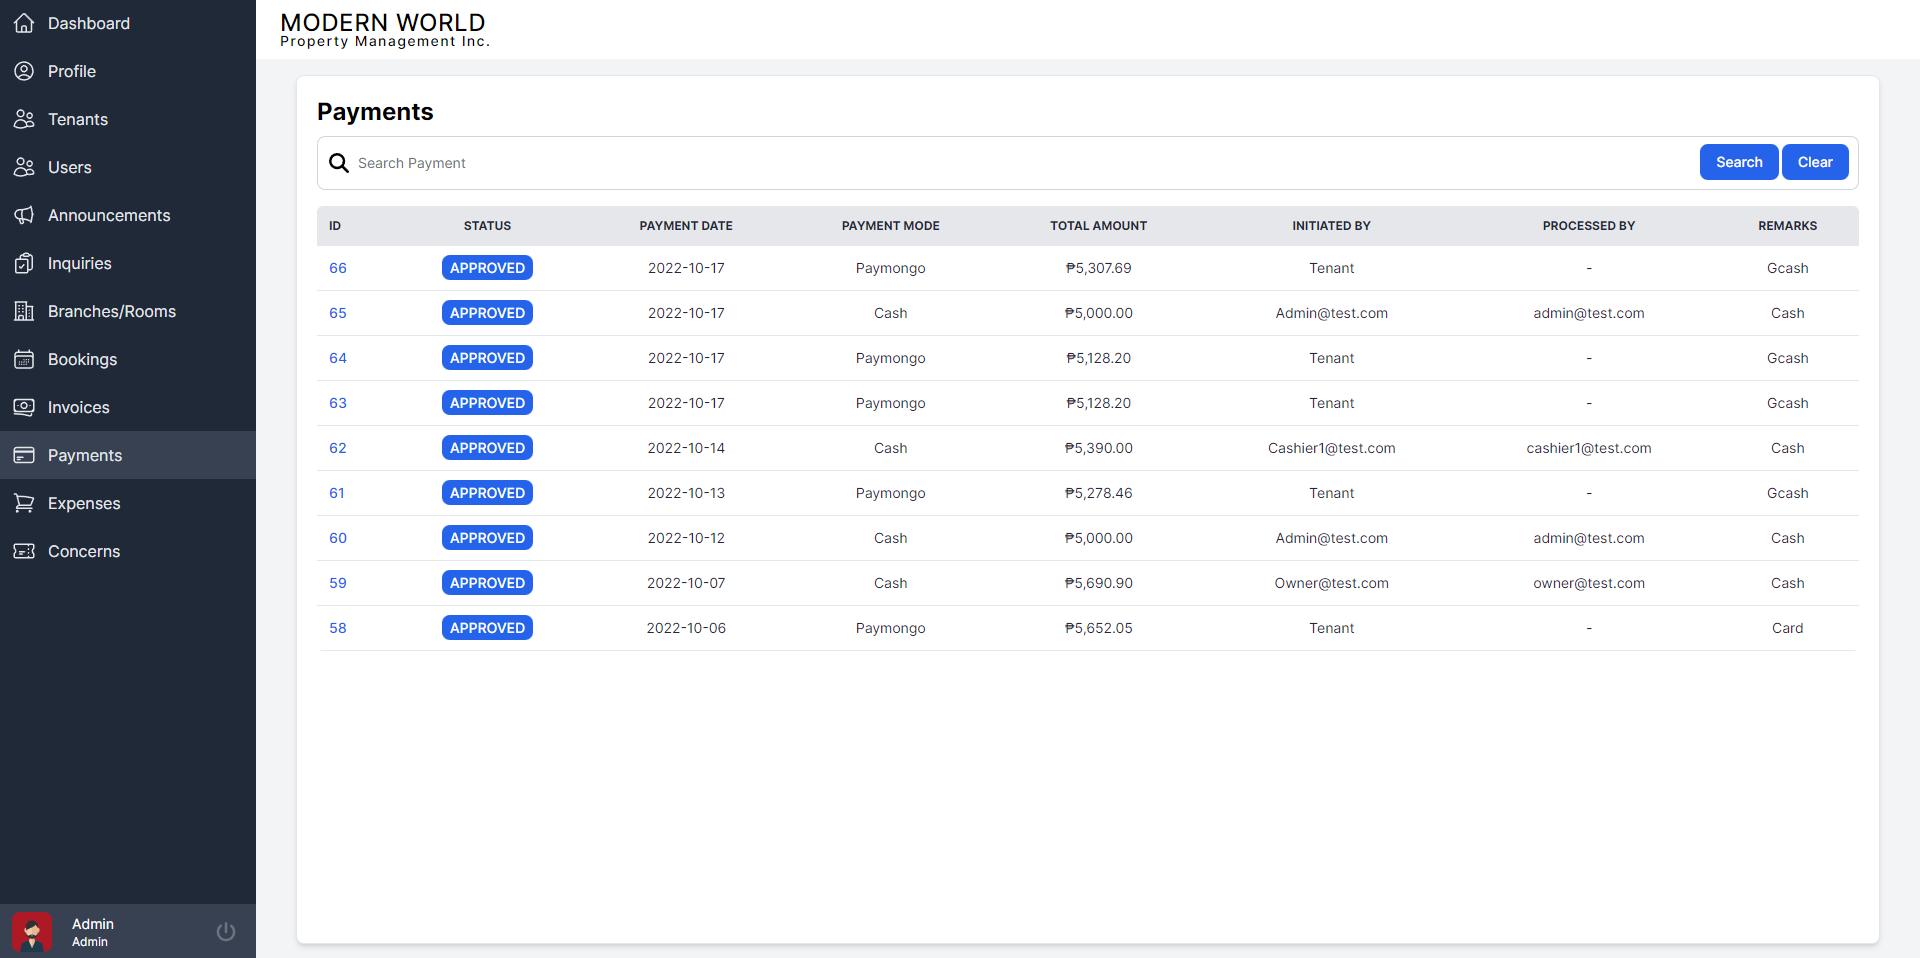 Dashboard
Profile
Tenants
Users
Announcements
Inquiries
Branches/Rooms
Bookings
Invoices
Payments
Expenses
Concerns
Admin
Admin
MODERN WORLD
Property Management Inc.
Payments
Search Payment
Search Clear
ID STATUS PAYMENT DATE PAYMENT MODE TOTAL AMOUNT INITIATED BY PROCESSED BY REMARKS
66 APPROVED 2022-10-17 Paymongo ₱5,307.69 Tenant - Gcash
65 APPROVED 2022-10-17 Cash ₱5,000.00 Admin@test.com admin@test.com Cash
64 APPROVED 2022-10-17 Paymongo ₱5,128.20 Tenant - Gcash
63 APPROVED 2022-10-17 Paymongo ₱5,128.20 Tenant - Gcash
62 APPROVED 2022-10-14 Cash ₱5,390.00 Cashier1@test.com cashier1@test.com Cash
61 APPROVED 2022-10-13 Paymongo ₱5,278.46 Tenant - Gcash
60 APPROVED 2022-10-12 Cash ₱5,000.00 Admin@test.com admin@test.com Cash
59 APPROVED 2022-10-07 Cash ₱5,690.90 Owner@test.com owner@test.com Cash
58 APPROVED 2022-10-06 Paymongo ₱5,652.05 Tenant - Card